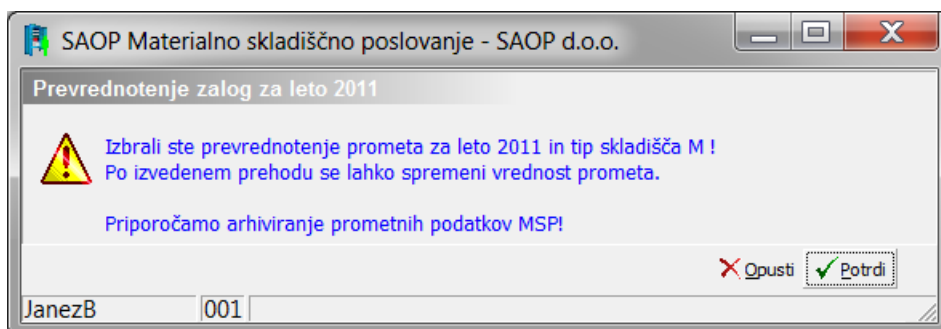 SAOP Materialno skladiščno poslovanje - SAOP d.o.o.
Prevrednotenje zalog za leto 2011
Izbrali ste prevrednotenje prometa za leto 2011 in tip skladišča M !
Po izvedenem prehodu se lahko spremeni vrednost prometa.
Priporočamo arhiviranje prometnih podatkov MSP!
Opusti Potrdi
JanezB 001